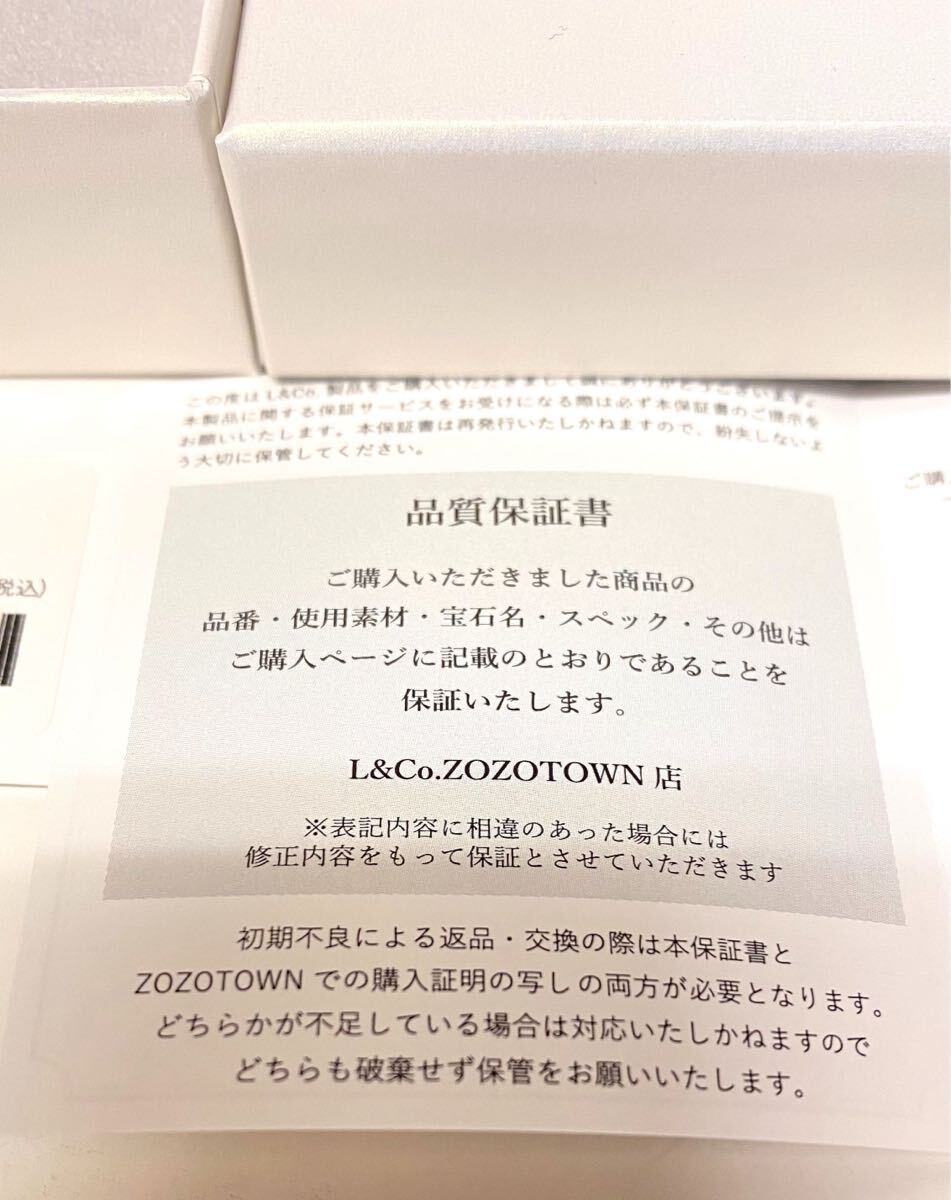 この度は L&Co. 製品をご購入いただきまして誠にありがとうございます。
本製品に関する保証サービスをお受けになる際は必ず本保証書のご提示を
お願いいたします。本保証書は再発行いたしかねますので、紛失しないよ
う大切に保管してください。
品質保証書
ご購入いただきました商品の
品番・使用素材・宝石名・スペック・その他は
ご購入ページに記載のとおりであることを
保証いたします。
L&Co.ZOZOTOWN 店
※表記内容に相違のあった場合には
修正内容をもって保証とさせていただきます
初期不良による返品・交換の際は本保証書と
ZOZOTOWN での購入証明の写しの両方が必要となります。
どちらかが不足している場合は対応いたしかねますので
どちらも破棄せず保管をお願いいたします。
税込)
ご購